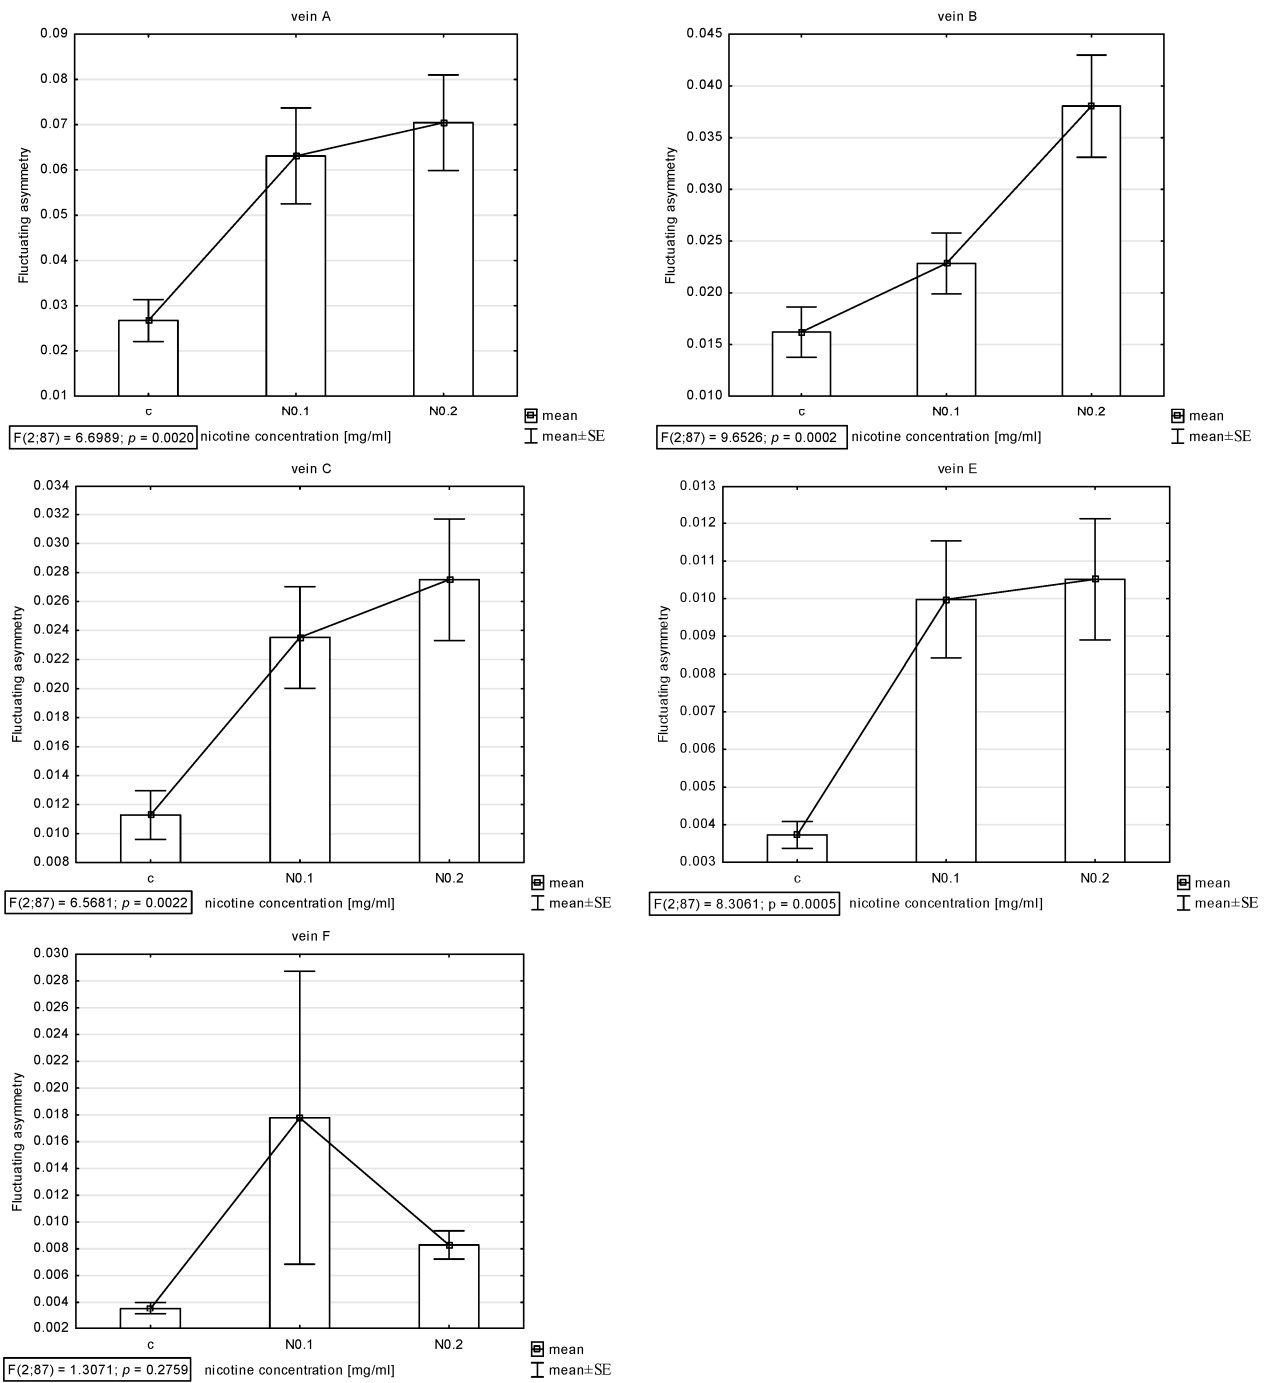 vein A
0.09
0.08
0.07
0.06
0.05
0.04
0.03
0.02
0.01
Fluctuating asymmetry
c N0.1 N0.2
F(2;87) = 6.6989; p = 0.0020 nicotine concentration [mg/ml]
mean
mean±SE
vein B
0.045
0.040
0.035
0.030
0.025
0.020
0.015
0.010
Fluctuating asymmetry
c N0.1 N0.2
F(2;87) = 9.6526; p = 0.0002 nicotine concentration [mg/ml]
mean
mean±SE
vein C
0.034
0.032
0.030
0.028
0.026
0.024
0.022
0.020
0.018
0.016
0.014
0.012
0.010
0.008
Fluctuating asymmetry
c N0.1 N0.2
F(2;87) = 6.5681; p = 0.0022 nicotine concentration [mg/ml]
mean
mean±SE
vein E
0.013
0.012
0.011
0.010
0.009
0.008
0.007
0.006
0.005
0.004
0.003
Fluctuating asymmetry
c N0.1 N0.2
F(2;87) = 8.3061; p = 0.0005 nicotine concentration [mg/ml]
mean
mean±SE
vein F
0.030
0.028
0.026
0.024
0.022
0.020
0.018
0.016
0.014
0.012
0.010
0.008
0.006
0.004
0.002
Fluctuating asymmetry
c N0.1 N0.2
F(2;87) = 1.3071; p = 0.2759 nicotine concentration [mg/ml]
mean
mean±SE